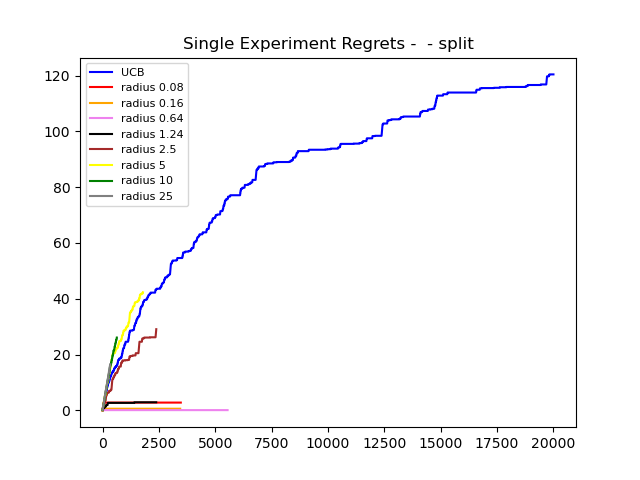 Single Experiment Regrets -  - split
UCB
radius 0.08
radius 0.16
radius 0.64
radius 1.24
radius 2.5
radius 5
radius 10
radius 25
120
100
80
60
40
20
0
0 2500 5000 7500 10000 12500 15000 17500 20000